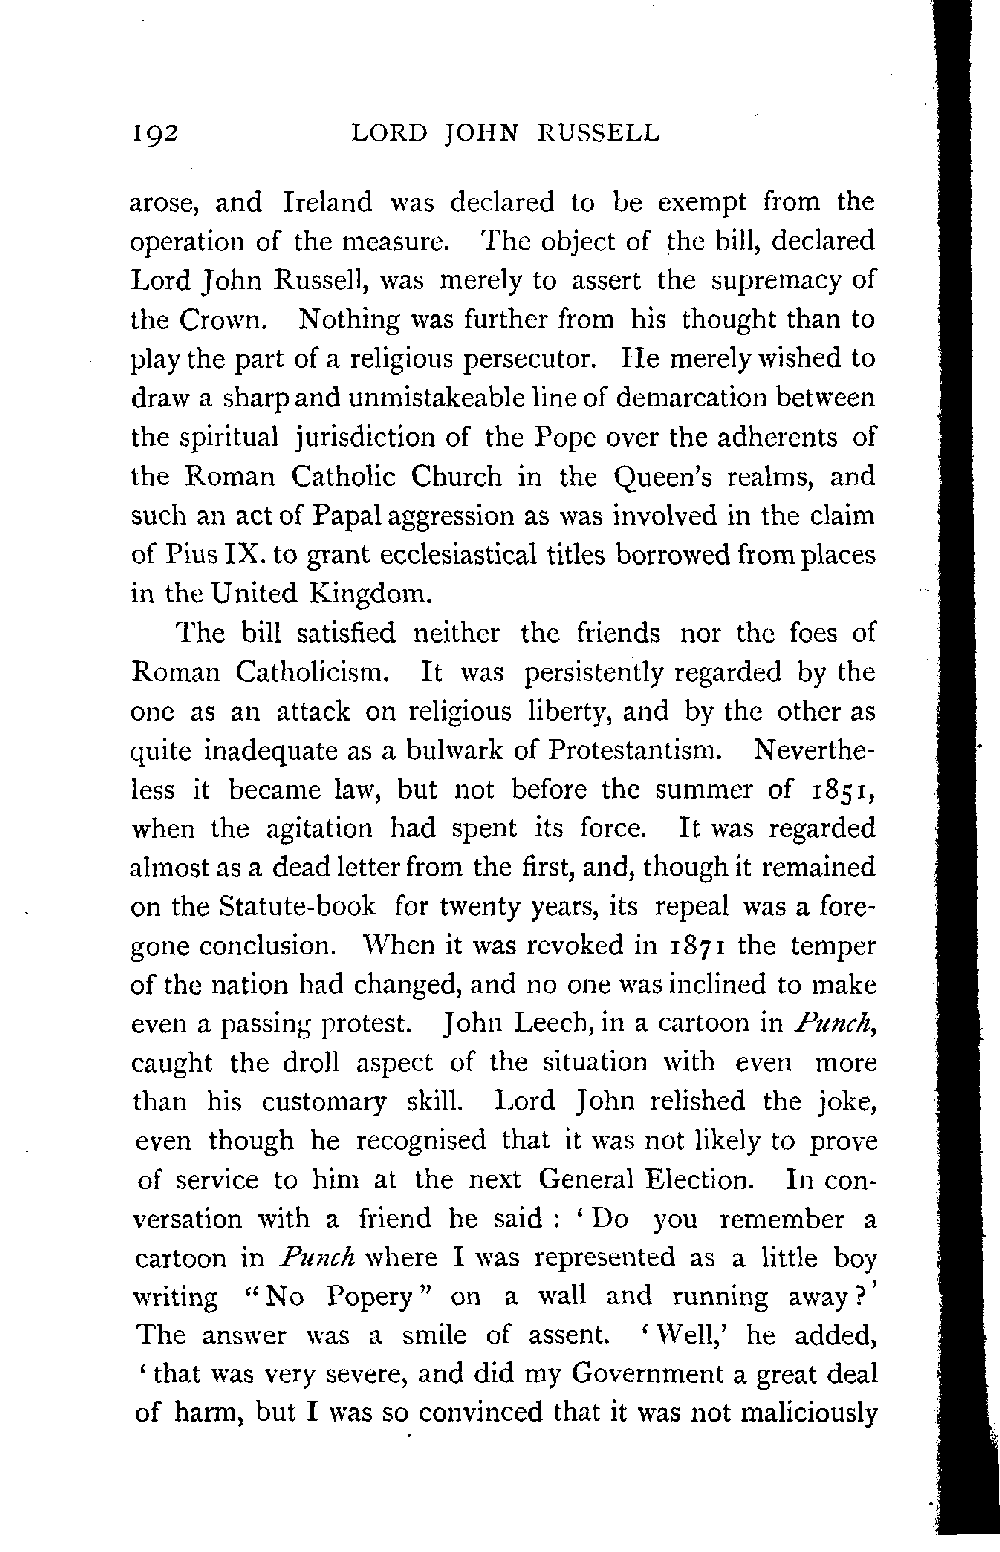 192 LORD JOHN RUSSELL
arose, and Ireland was declared to be exempt from the
operation of the measure. The object of the bill, declared
Lord John Russell, was merely to assert the supremacy of
the Crown. Nothing was further from his thought than to
play the part of a religious persecutor. He merely wished to
draw a sharp and unmistakeable line of demarcation between
the spiritual jurisdiction of the Pope over the adherents of
the Roman Catholic Church in the Queen's realms, and
such an act of Papal aggression as was involved in the claim
of Pius IX. to grant ecclesiastical titles borrowed from places
in the United Kingdom.
The bill satisfied neither the friends nor the foes of
Roman Catholicism. It was persistently regarded by the
one as an attack on religious liberty, and by the other as
quite inadequate as a bulwark of Protestantism. Neverthe-
less it became law, but not before the summer of 1851,
when the agitation had spent its force. It was regarded
almost as a dead letter from the first, and, though it remained
on the Statute-book for twenty years, its repeal was a fore-
gone conclusion. When it was revoked in 1871 the temper
of the nation had changed, and no one was inclined to make
even a passing protest. John Leech, in a cartoon in Punch,
caught the droll aspect of the situation with even more
than his customary skill. Lord John relished the joke,
even though he recognised that it was not likely to prove
of service to him at the next General Election. In con-
versation with a friend he said : ‘ Do you remember a
cartoon in Punch where I was represented as a little boy
writing “ No Popery ” on a wall and running away ? ’
The answer was a smile of assent. ‘ Well,’ he added,
‘ that was very severe, and did my Government a great deal
of harm, but I was so convinced that it was not maliciously